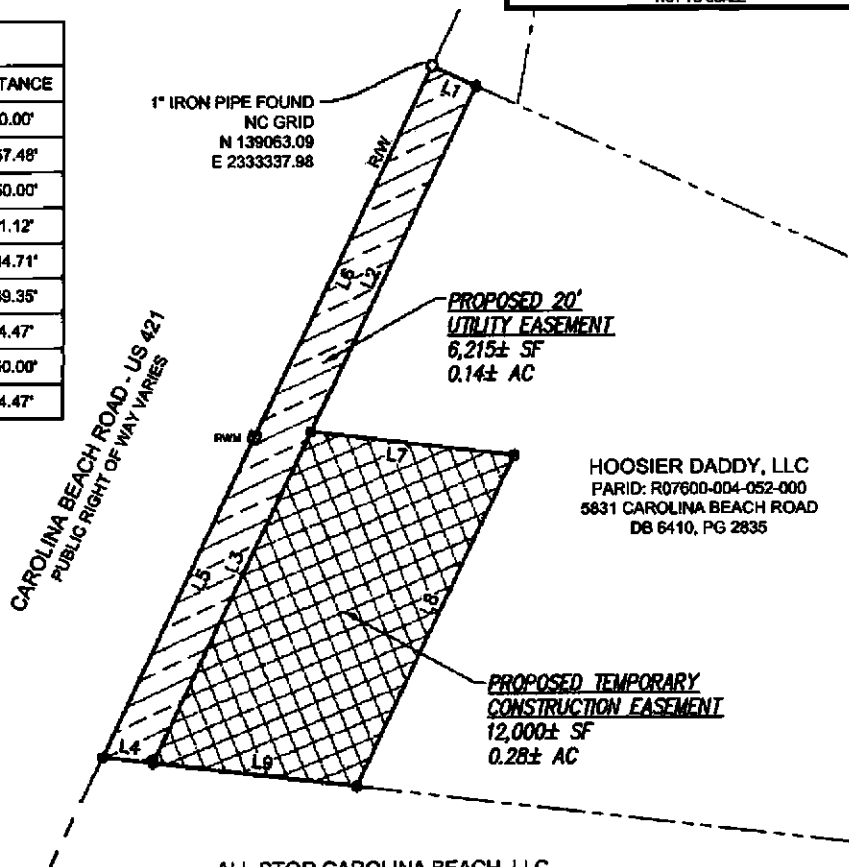 TANCE
0.00'
57.48'
50.00'
1.12'
4.71'
69.35'
4.47'
50.00'
4.47'
1" IRON PIPE FOUND
NC GRID
N 139063.09
E 2333337.98
L1
R/W
L6
L2
PROPOSED 20'
UTILITY EASEMENT
6,215± SF
0.14± AC
CAROLINA BEACH ROAD - US 421
PUBLIC RIGHT OF WAY VARIES
RWM
L7
HOOSIER DADDY, LLC
PARID: R07600-004-052-000
5831 CAROLINA BEACH ROAD
DB 6410, PG 2835
L5
L3
L8
PROPOSED TEMPORARY
CONSTRUCTION EASEMENT
12,000± SF
0.28± AC
L4
L9
CAROLINA BEACH, LLC